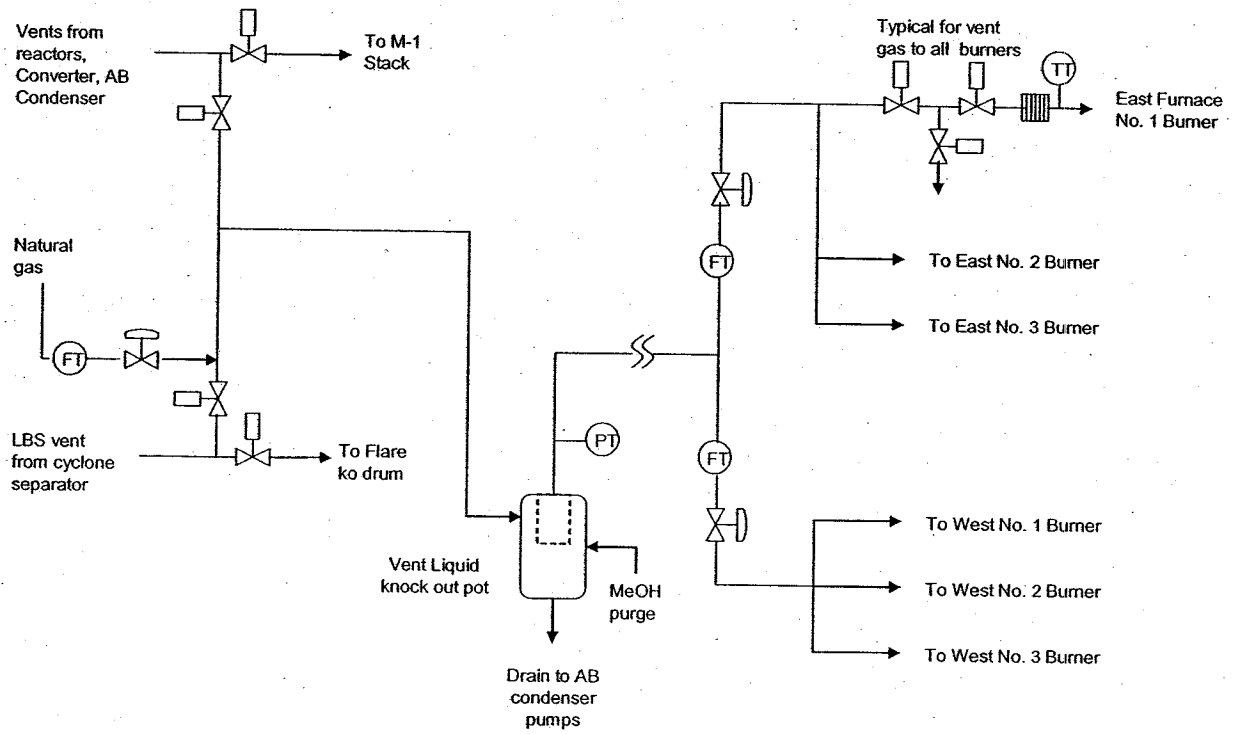 Vents from
reactors,
Converter, AB
Condenser
To M-1
Stack
Typical for vent
gas to all burners
TT
East Furnace
No. 1 Burner
Natural
gas
FT
FT
To East No. 2 Burner
To East No. 3 Burner
LBS vent
from cyclone
separator
To Flare
ko drum
PT
FT
Vent Liquid
knock out pot
MeOH
purge
Drain to AB
condenser
pumps
To West No. 1 Burner
To West No. 2 Burner
To West No. 3 Burner